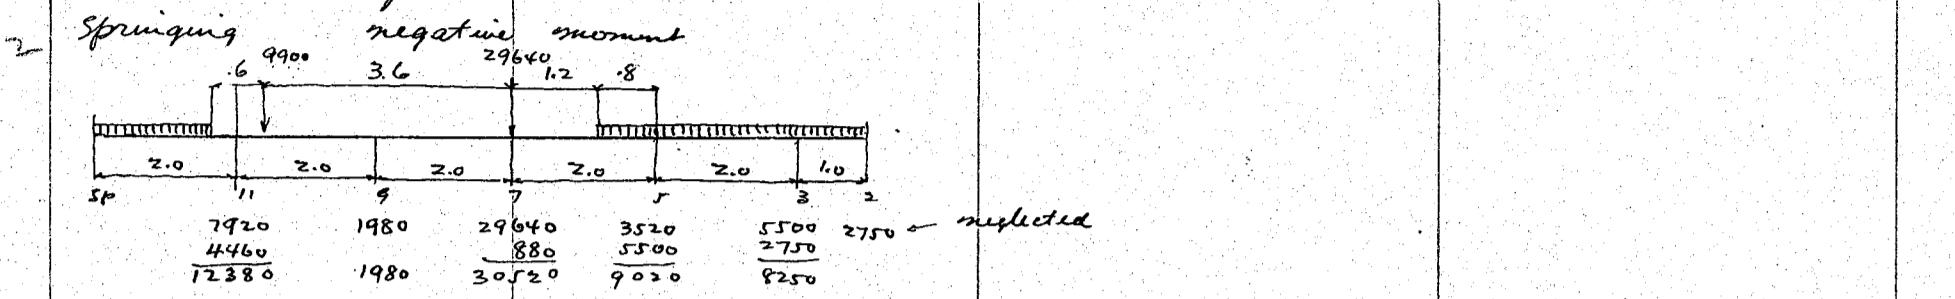 2 Springing negative moment
9900 29640
.6 3.6 1.2 .8
2.0 2.0 2.0 2.0 2.0 1.0
sp 11 9 7 5 3 2
7920 1980 29640 3520 5500 2750 ← neglected
4460 880 5500 2750
12380 1980 30520 9020 8250